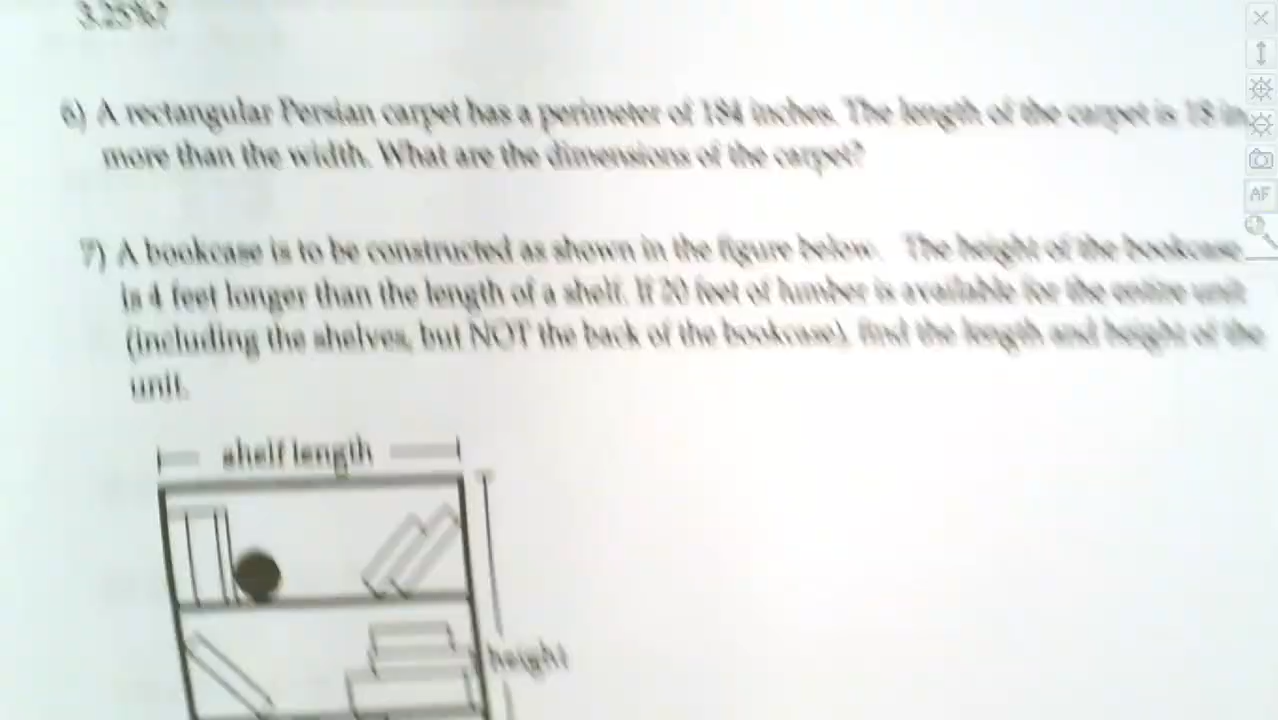 3.25%?
6) A rectangular Persian carpet has a perimeter of 184 inches. The length of the carpet is 18 in
more than the width. What are the dimensions of the carpet?
7) A bookcase is to be constructed as shown in the figure below. The height of the bookcase
is 4 feet longer than the length of a shelf. If 20 feet of lumber is available for the entire unit
(including the shelves, but NOT the back of the bookcase), find the length and height of the
unit.
shelf length
height
AF